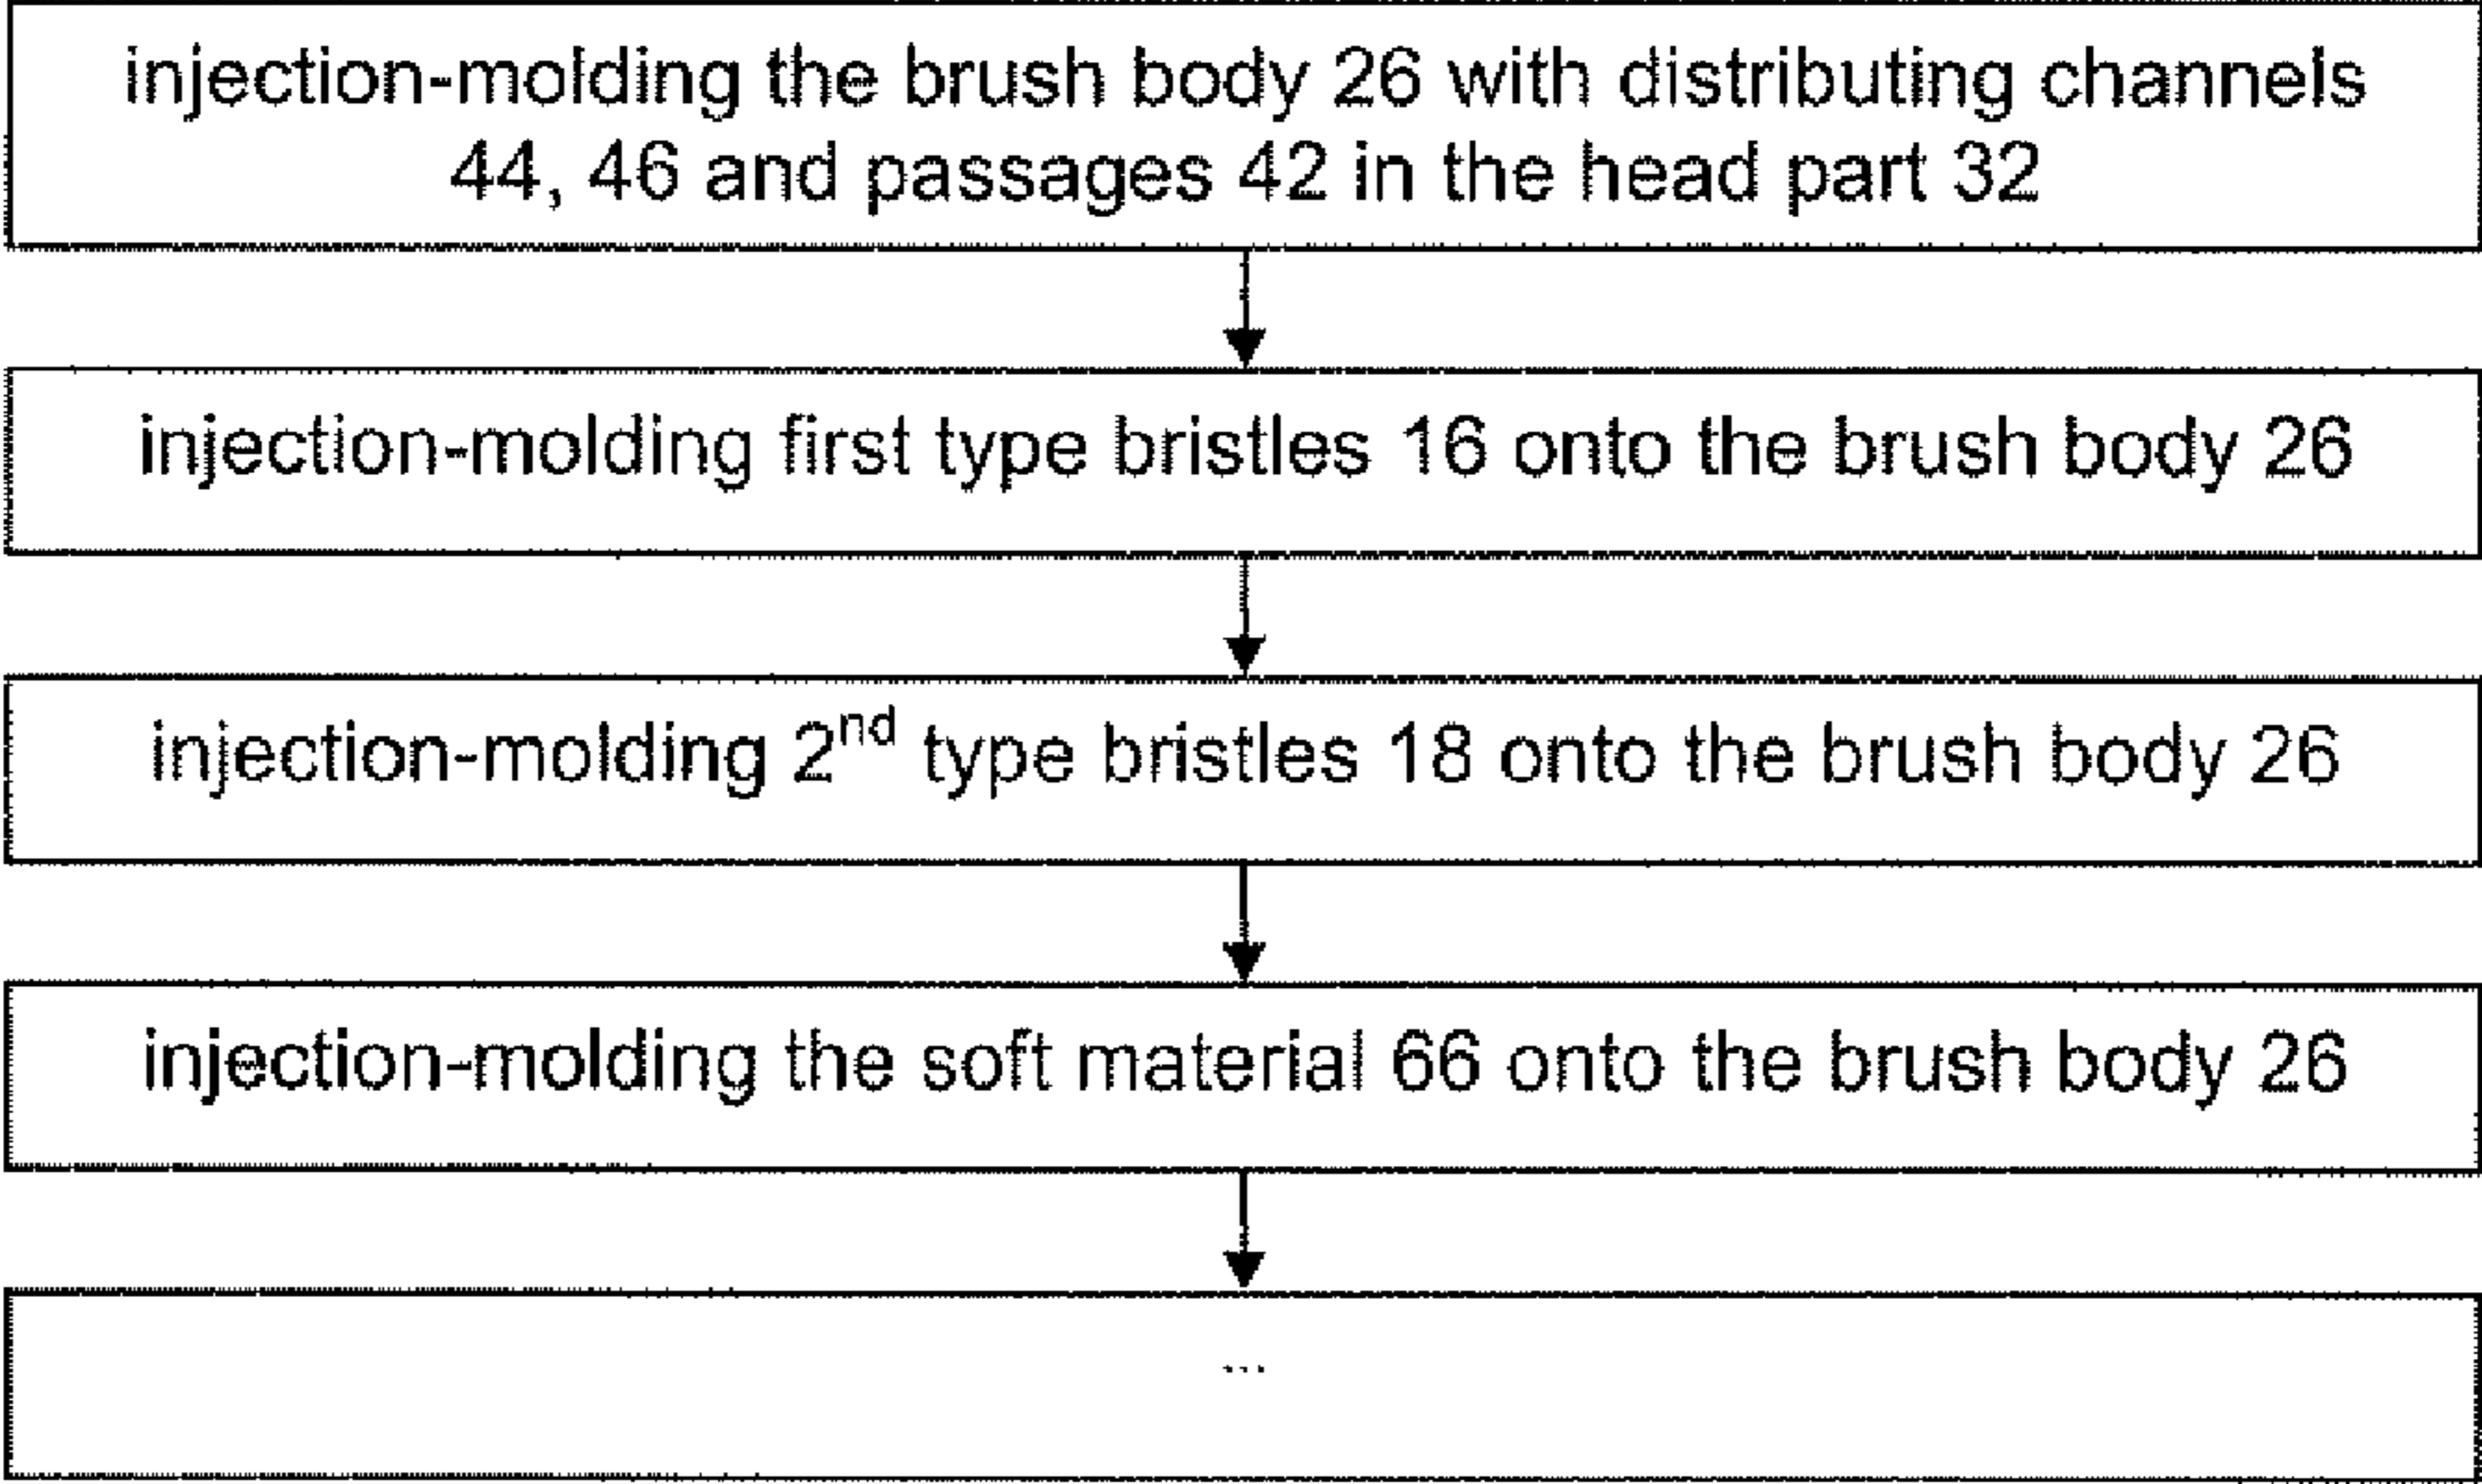 injection-molding the brush body 26 with distributing channels
44, 46 and passages 42 in the head part 32
injection-molding first type bristles 16 onto the brush body 26
injection-molding 2nd type bristles 18 onto the brush body 26
injection-molding the soft material 66 onto the brush body 26
...